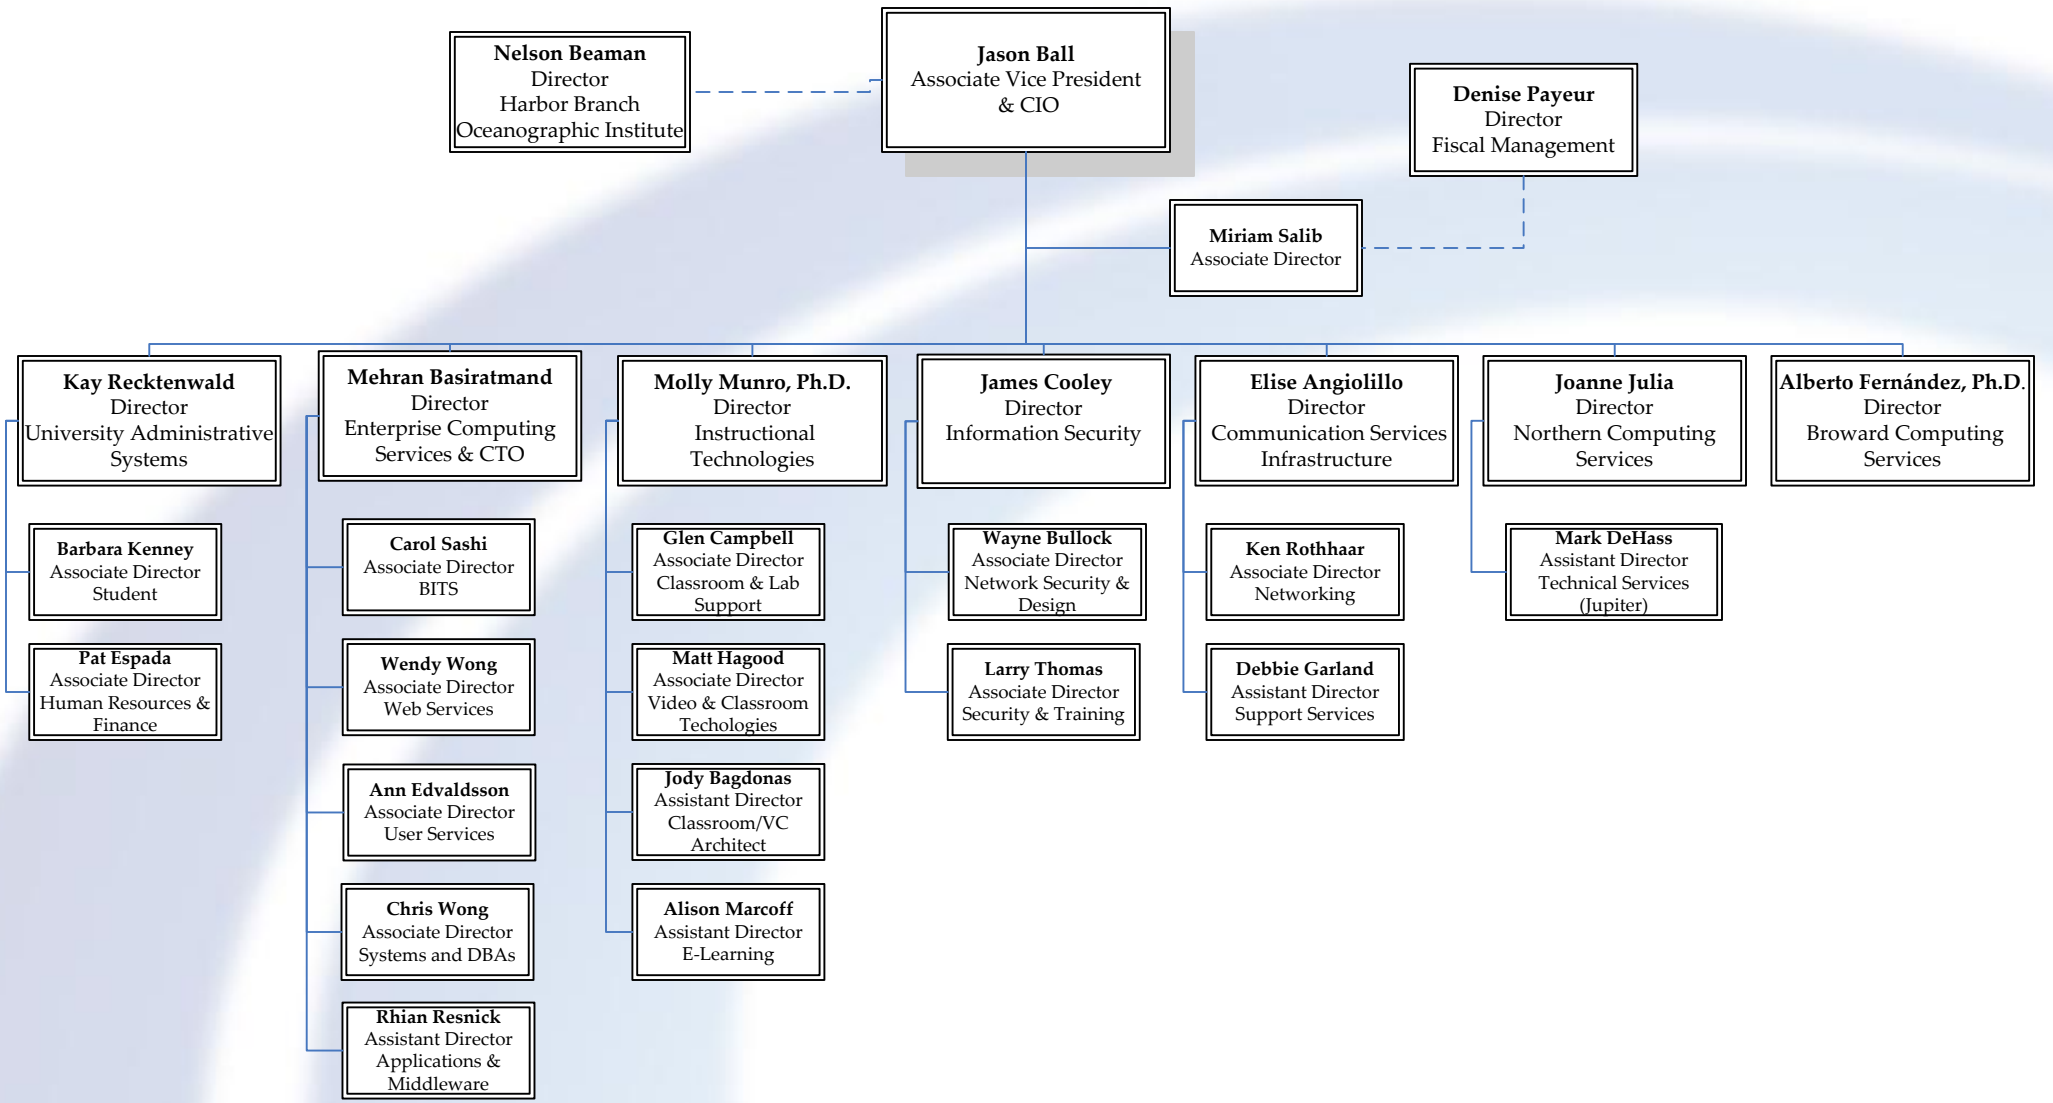 Nelson Beaman
Director
Harbor Branch
Oceanographic Institute
Jason Ball
Associate Vice President
& CIO
Denise Payeur
Director
Fiscal Management
Miriam Salib
Associate Director
Kay Recktenwald
Director
University Administrative
Systems
Mehran Basiratmand
Director
Enterprise Computing
Services & CTO
Molly Munro, Ph.D.
Director
Instructional
Technologies
James Cooley
Director
Information Security
Elise Angiolillo
Director
Communication Services
Infrastructure
Joanne Julia
Director
Northern Computing
Services
Alberto Fernández, Ph.D.
Director
Broward Computing
Services
Barbara Kenney
Associate Director
Student
Pat Espada
Associate Director
Human Resources &
Finance
Carol Sashi
Associate Director
BITS
Wendy Wong
Associate Director
Web Services
Ann Edvaldsson
Associate Director
User Services
Chris Wong
Associate Director
Systems and DBAs
Rhian Resnick
Assistant Director
Applications &
Middleware
Glen Campbell
Associate Director
Classroom & Lab
Support
Matt Hagood
Associate Director
Video & Classroom
Techologies
Jody Bagdonas
Assistant Director
Classroom/VC
Architect
Alison Marcoff
Assistant Director
E-Learning
Wayne Bullock
Associate Director
Network Security &
Design
Larry Thomas
Associate Director
Security & Training
Ken Rothhaar
Associate Director
Networking
Debbie Garland
Assistant Director
Support Services
Mark DeHass
Assistant Director
Technical Services
(Jupiter)